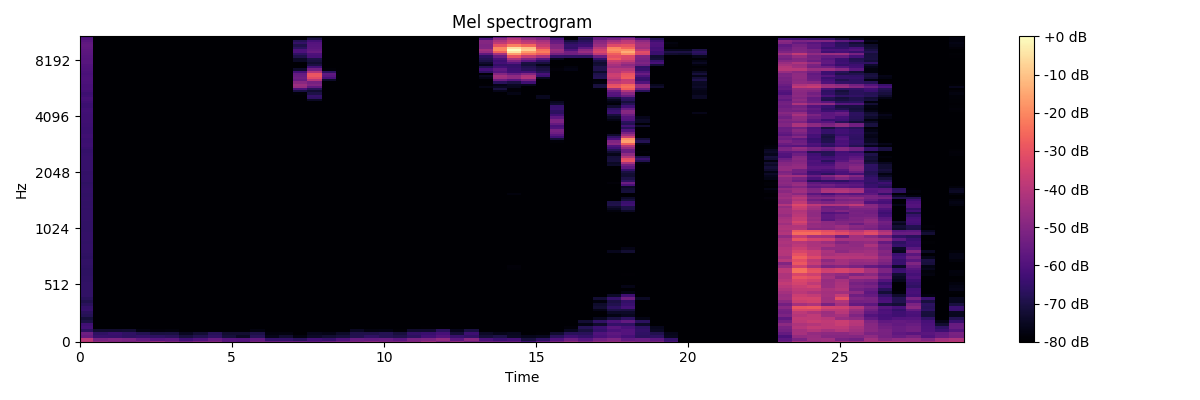 Mel spectrogram
8192
4096
2048
1024
512
0
Hz
0 5 10 15 20 25
Time
+0 dB
-10 dB
-20 dB
-30 dB
-40 dB
-50 dB
-60 dB
-70 dB
-80 dB